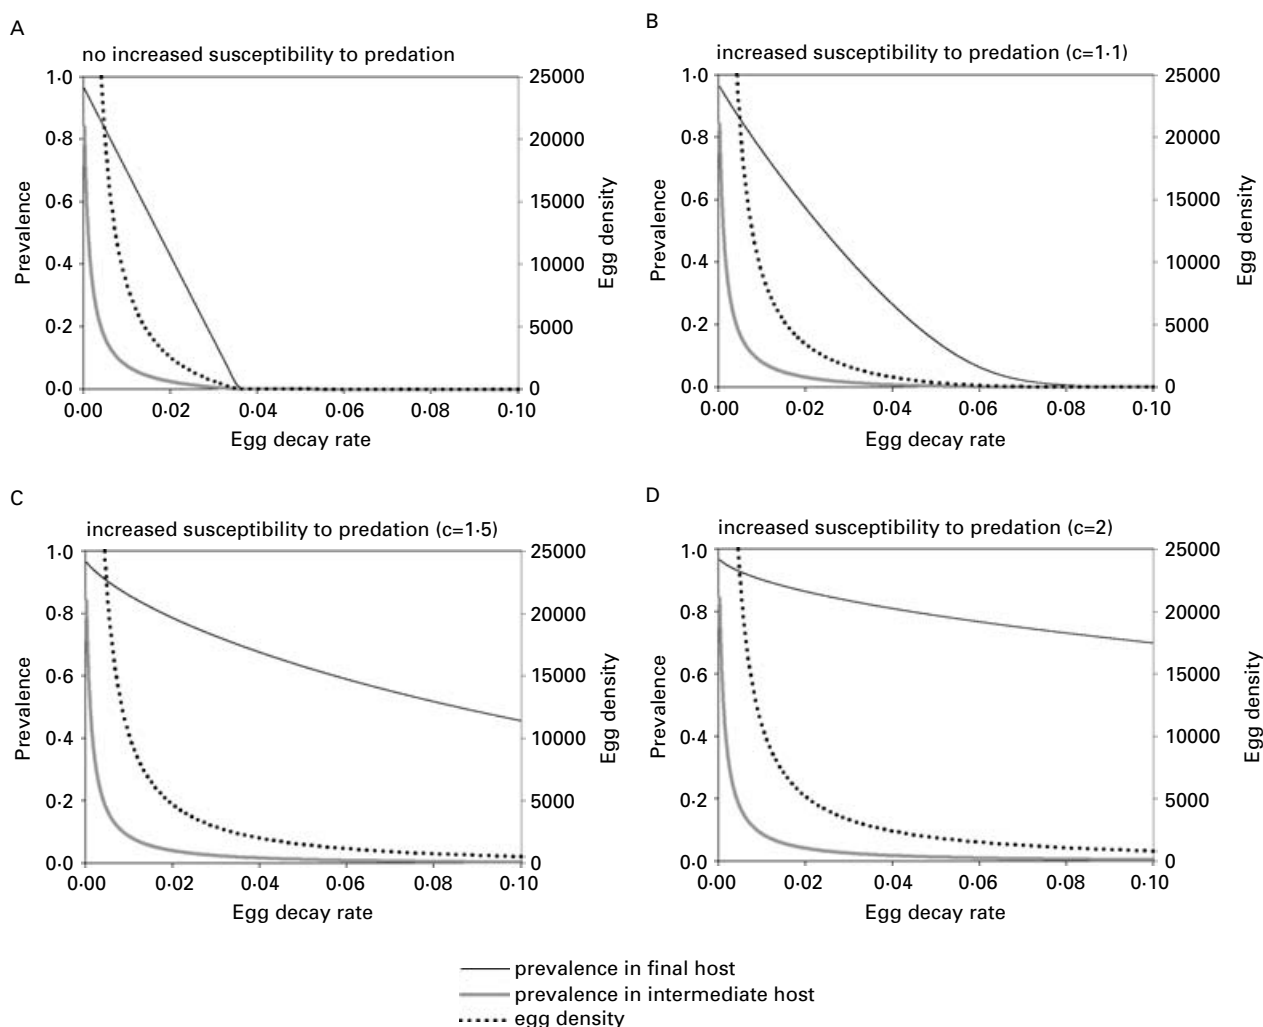 A
no increased susceptibility to predation
1·0
0·8
0·6
0·4
0·2
0·0
Prevalence
25000
20000
15000
10000
5000
0
Egg density
0·00 0·02 0·04 0·06 0·08 0·10
Egg decay rate
B
increased susceptibility to predation (c=1·1)
1·0
0·8
0·6
0·4
0·2
0·0
Prevalence
25000
20000
15000
10000
5000
0
Egg density
0·00 0·02 0·04 0·06 0·08 0·10
Egg decay rate
C
increased susceptibility to predation (c=1·5)
1·0
0·8
0·6
0·4
0·2
0·0
Prevalence
25000
20000
15000
10000
5000
0
Egg density
0·00 0·02 0·04 0·06 0·08 0·10
Egg decay rate
D
increased susceptibility to predation (c=2)
1·0
0·8
0·6
0·4
0·2
0·0
Prevalence
25000
20000
15000
10000
5000
0
Egg density
0·00 0·02 0·04 0·06 0·08 0·10
Egg decay rate
prevalence in final host
prevalence in intermediate host
egg density